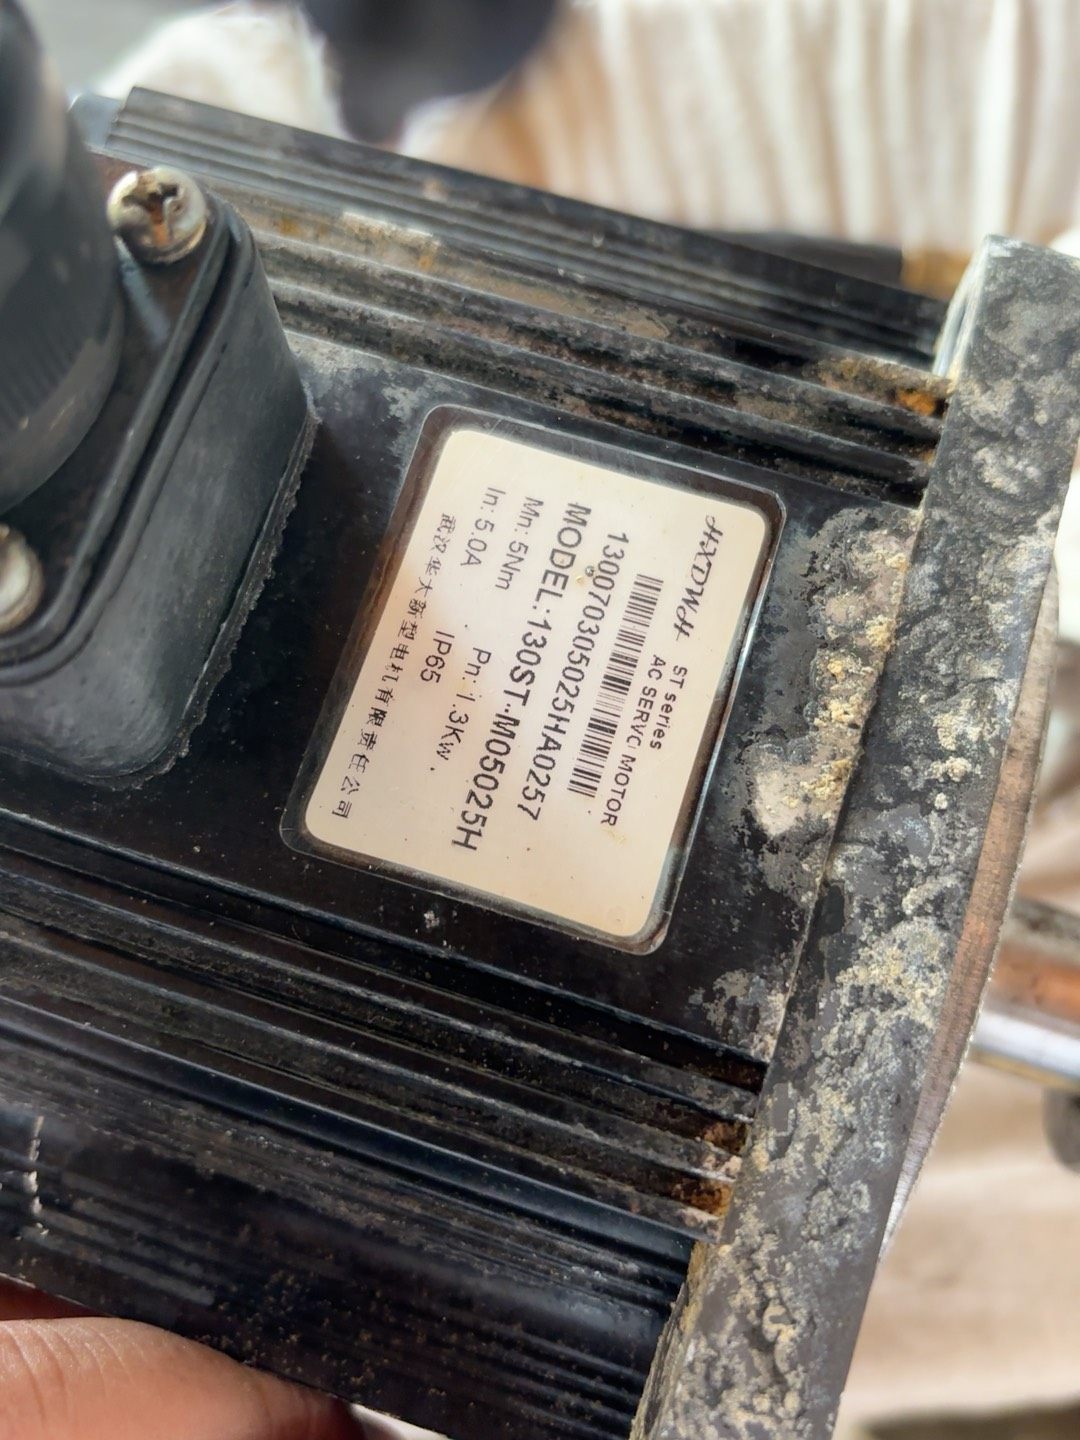 HXDWH ST series
AC SERVC MOTOR
130070305025HA0257
MODEL:130ST-M05025H
Mn: 5Nm Pn: 1.3Kw.
In: 5.0A IP65
武汉华大新型电机有限责任公司